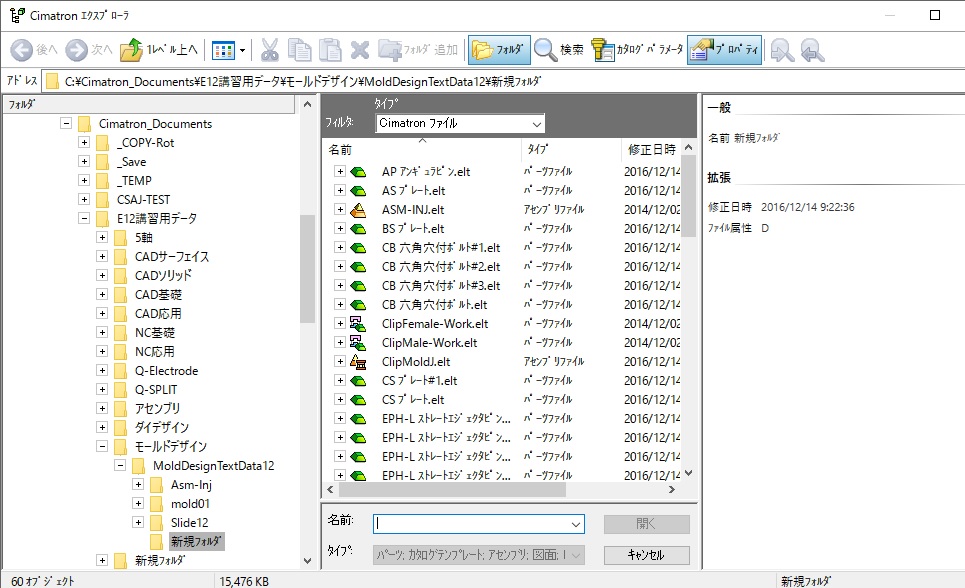 Cimatron ｴｸｽﾌﾟﾛｰﾗ
後へ 次へ 1ﾚﾍﾞﾙ上へ ﾌｫﾙﾀﾞ追加 ﾌｫﾙﾀﾞ 検索 ｶﾀﾛｸﾞﾊﾟﾗﾒｰﾀ ﾌﾟﾛﾊﾟﾃｨ
ｱﾄﾞﾚｽ C:¥Cimatron_Documents¥E12講習用データ¥モールドデザイン¥MoldDesignTextData12¥新規ﾌｫﾙﾀﾞ
ﾌｫﾙﾀﾞ
Cimatron_Documents
_COPY-Rot
_Save
_TEMP
CSAJ-TEST
E12講習用データ
5軸
CADサーフェイス
CADソリッド
CAD基礎
CAD応用
NC基礎
NC応用
Q-Electrode
Q-SPLIT
アセンブリ
ダイデザイン
モールドデザイン
MoldDesignTextData12
Asm-Inj
mold01
Slide12
新規ﾌｫﾙﾀﾞ
新規ﾌｫﾙﾀﾞ
ﾀｲﾌﾟ
ﾌｨﾙﾀ: Cimatron ﾌｧｲﾙ
名前 ﾀｲﾌﾟ 修正日時
AP ｱﾝｷﾞｭﾗﾋﾟﾝ.elt ﾊﾟｰﾂﾌｧｲﾙ 2016/12/14
AS ﾌﾟﾚｰﾄ.elt ﾊﾟｰﾂﾌｧｲﾙ 2016/12/14
ASM-INJ.elt ｱｾﾝﾌﾞﾘﾌｧｲﾙ 2014/12/02
BS ﾌﾟﾚｰﾄ.elt ﾊﾟｰﾂﾌｧｲﾙ 2016/12/14
CB 六角穴付ﾎﾞﾙﾄ#1.elt ﾊﾟｰﾂﾌｧｲﾙ 2016/12/14
CB 六角穴付ﾎﾞﾙﾄ#2.elt ﾊﾟｰﾂﾌｧｲﾙ 2016/12/14
CB 六角穴付ﾎﾞﾙﾄ#3.elt ﾊﾟｰﾂﾌｧｲﾙ 2016/12/14
CB 六角穴付ﾎﾞﾙﾄ.elt ﾊﾟｰﾂﾌｧｲﾙ 2016/12/14
ClipFemale-Work.elt ﾊﾟｰﾂﾌｧｲﾙ 2014/12/02
ClipMale-Work.elt ﾊﾟｰﾂﾌｧｲﾙ 2014/12/02
ClipMoldJ.elt ｱｾﾝﾌﾞﾘﾌｧｲﾙ 2016/12/14
CS ﾌﾟﾚｰﾄ#1.elt ﾊﾟｰﾂﾌｧｲﾙ 2016/12/14
CS ﾌﾟﾚｰﾄ.elt ﾊﾟｰﾂﾌｧｲﾙ 2016/12/14
EPH-L ｽﾄﾚｰﾄｴｼﾞｪｸﾀﾋﾟﾝ... ﾊﾟｰﾂﾌｧｲﾙ 2016/12/14
EPH-L ｽﾄﾚｰﾄｴｼﾞｪｸﾀﾋﾟﾝ... ﾊﾟｰﾂﾌｧｲﾙ 2016/12/14
EPH-L ｽﾄﾚｰﾄｴｼﾞｪｸﾀﾋﾟﾝ... ﾊﾟｰﾂﾌｧｲﾙ 2016/12/14
EPH-L ｽﾄﾚｰﾄｴｼﾞｪｸﾀﾋﾟﾝ... ﾊﾟｰﾂﾌｧｲﾙ 2016/12/14
名前: 開く
ﾀｲﾌﾟ: ﾊﾟｰﾂ; ｶﾀﾛｸﾞﾃﾝﾌﾟﾚｰﾄ; ｱｾﾝﾌﾞﾘ; 図面; ｷｬﾝｾﾙ
一般
名前 新規ﾌｫﾙﾀﾞ
拡張
修正日時 2016/12/14 9:22:36
ﾌｧｲﾙ属性 D
60 ｵﾌﾞｼﾞｪｸﾄ 15,476 KB 新規ﾌｫﾙﾀﾞ